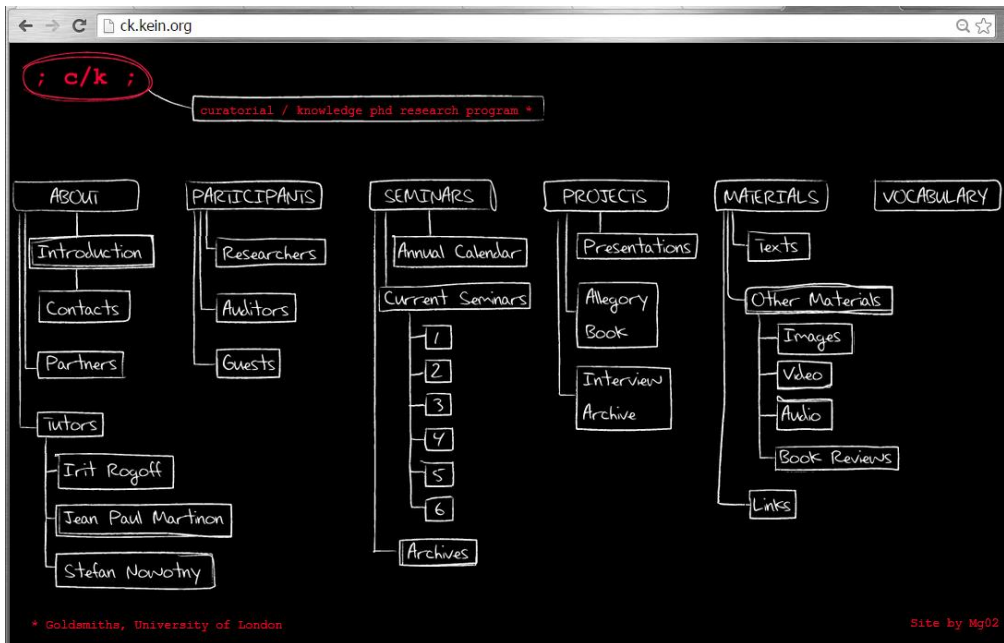 ck.kein.org
; c/k ;
curatorial / knowledge phd research program *
ABOUT
Introduction
Contacts
Partners
Tutors
Irit Rogoff
Jean Paul Martinon
Stefan Nowotny
PARTICIPANTS
Researchers
Auditors
Guests
SEMINARS
Annual Calendar
Current Seminars
1
2
3
4
5
6
Archives
PROJECTS
Presentations
Allegory
Book
Interview
Archive
MATERIALS
Texts
Other Materials
Images
Video
Audio
Book Reviews
Links
VOCABULARY
* Goldsmiths, University of London
Site by Mg02